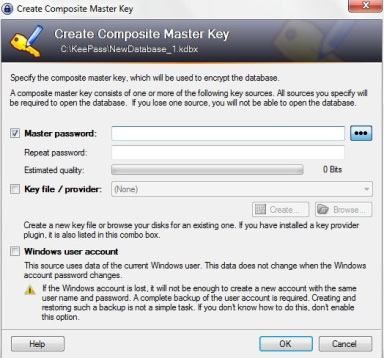 Create Composite Master Key
Create Composite Master Key
C:\KeePass\NewDatabase_1.kdbx
Specify the composite master key, which will be used to encrypt the database.
A composite master key consists of one or more of the following key sources. All sources you specify will
be required to open the database. If you lose one source, you will not be able to open the database.
Master password:
Repeat password:
Estimated quality:
0 Bits
Key file / provider:
(None)
Create...
Browse...
Create a new key file or browse your disks for an existing one. If you have installed a key provider
plugin, it is also listed in this combo box.
Windows user account
This source uses data of the current Windows user. This data does not change when the Windows
account password changes.
If the Windows account is lost, it will not be enough to create a new account with the same
user name and password. A complete backup of the user account is required. Creating and
restoring such a backup is not a simple task. If you don't know how to do this, don't enable
this option.
Help
OK
Cancel